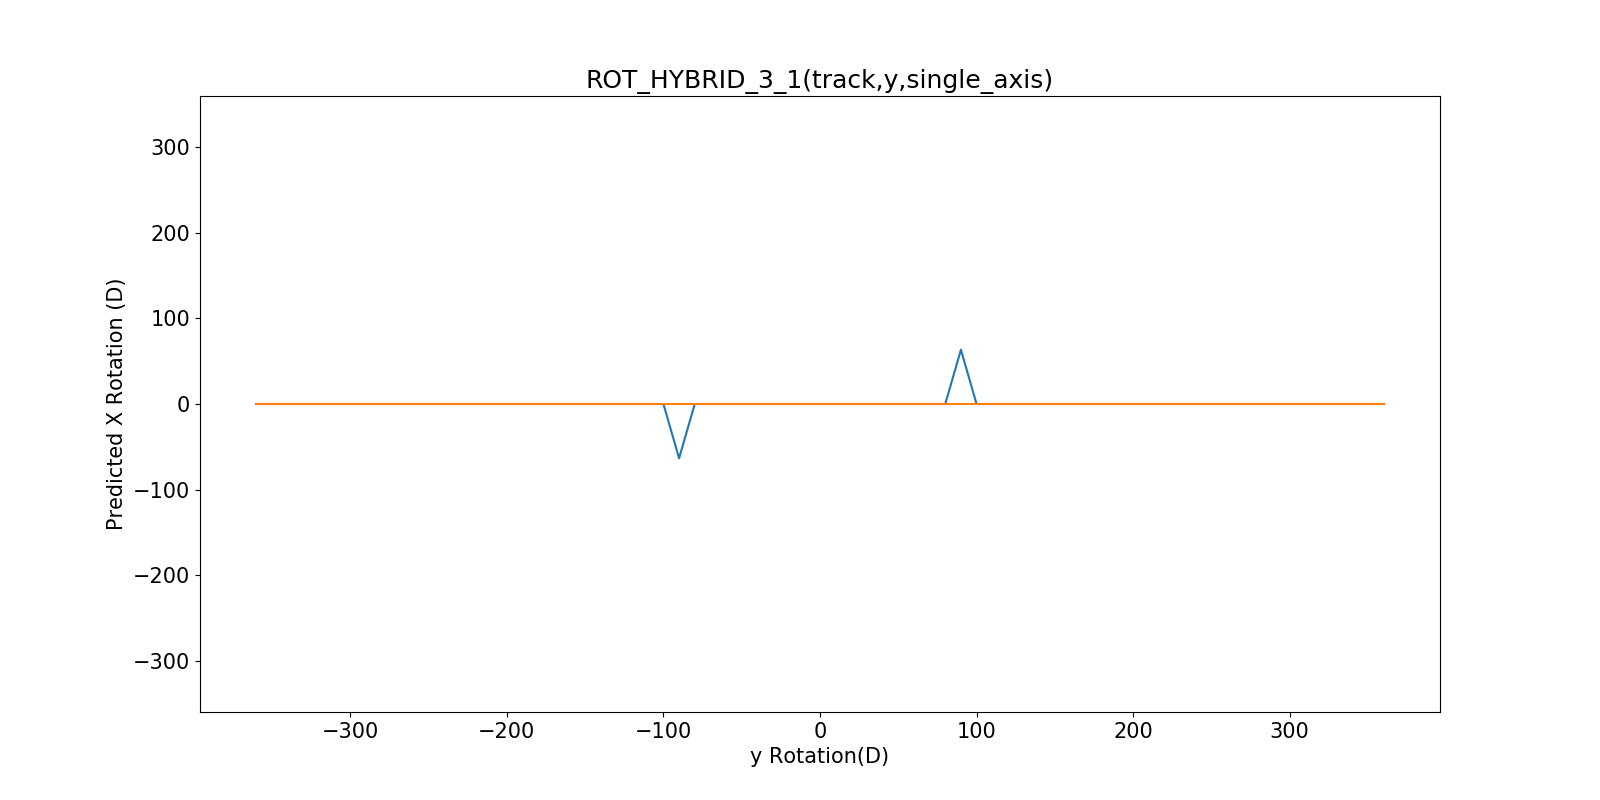 ROT_HYBRID_3_1(track,y,single_axis)
300
200
100
0
−100
−200
−300
Predicted X Rotation (D)
−300 −200 −100 0 100 200 300
y Rotation(D)